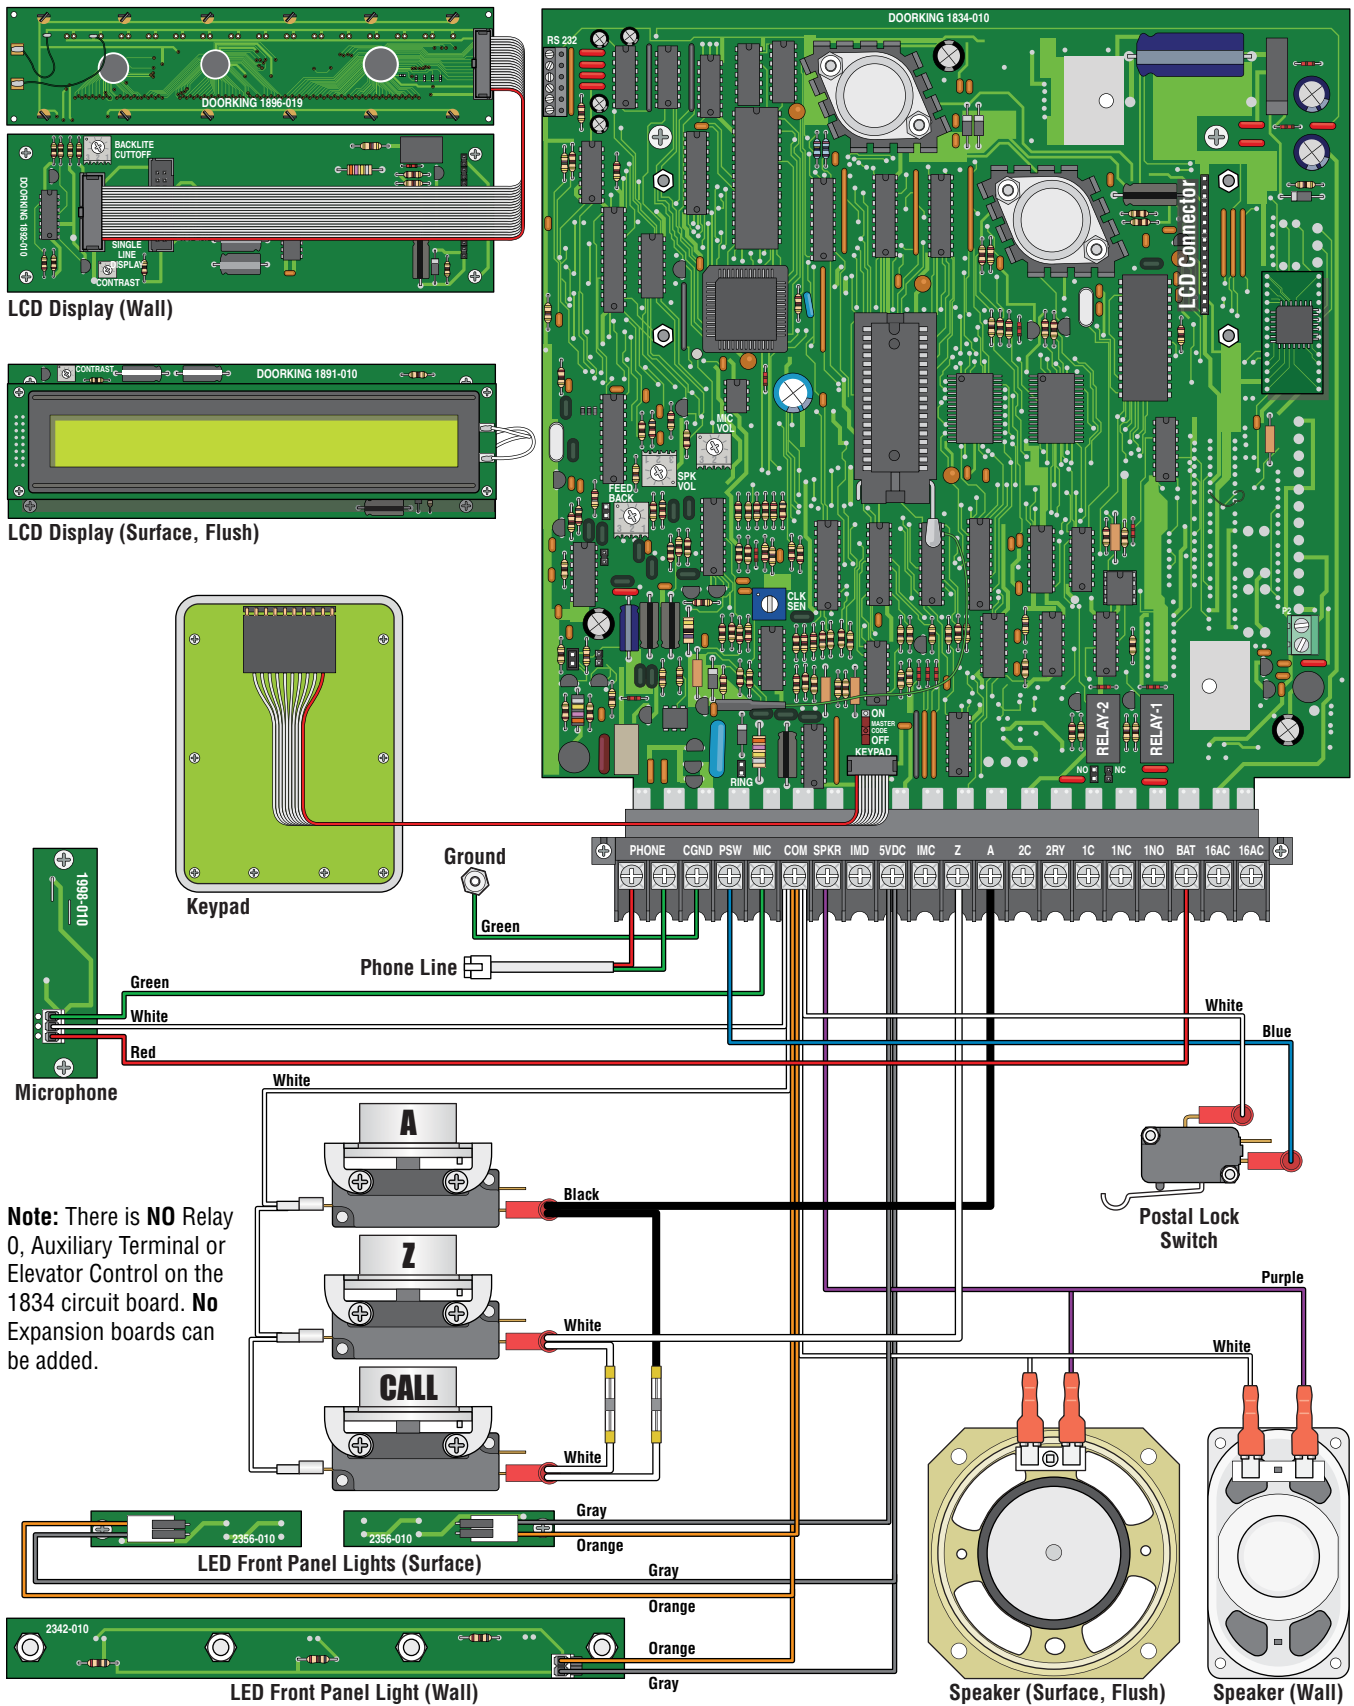 DOORKING 1896-019
BACKLITE
CUTTOFF
DOORKING 1892-010
SINGLE
LINE
DISPLAY
CONTRAST
LCD Display (Wall)
CONTRAST
DOORKING 1891-010
LCD Display (Surface, Flush)
DOORKING 1834-010
RS 232
LCD Connector
MIC
VOL
SPK
VOL
FEED
BACK
CLK
SEN
P2
ON
MASTER
CODE
OFF
KEYPAD
RING
RELAY-2
RELAY-1
NO
NC
PHONE CGND PSW MIC COM SPKR IMD 5VDC IMC Z A 2C 2RY 1C 1NC 1NO BAT 16AC 16AC
Keypad
Ground
Green
Phone Line
1998-010
Green
White
Red
Microphone
White
Blue
Postal Lock
Switch
White
A
Black
Z
White
CALL
White
Note: There is NO Relay
0, Auxiliary Terminal or
Elevator Control on the
1834 circuit board. No
Expansion boards can
be added.
Purple
White
2356-010
2356-010
Gray
Orange
LED Front Panel Lights (Surface)
Gray
Orange
2342-010
Orange
Gray
LED Front Panel Light (Wall)
Speaker (Surface, Flush)
Speaker (Wall)